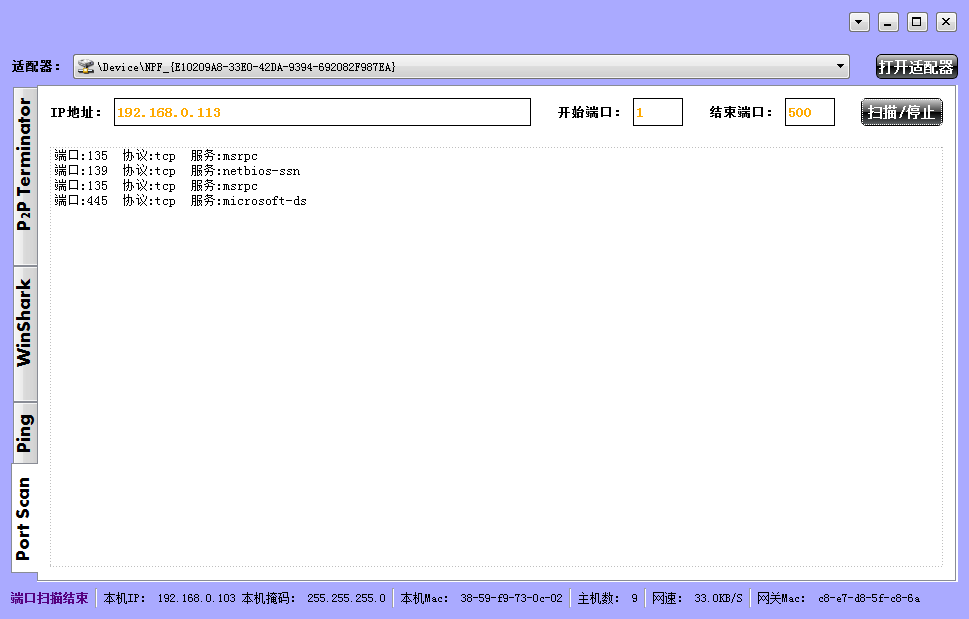 适配器： \Device\NPF_{E10209A8-33E0-42DA-9394-692082F987EA} 打开适配器
P2P Terminator
WinShark
Ping
Port Scan
IP地址： 192.168.0.113 开始端口： 1 结束端口： 500 扫描/停止
端口:135 协议:tcp 服务:msrpc
端口:139 协议:tcp 服务:netbios-ssn
端口:135 协议:tcp 服务:msrpc
端口:445 协议:tcp 服务:microsoft-ds
端口扫描结束 本机IP： 192.168.0.103 本机掩码： 255.255.255.0 本机Mac： 38-59-f9-73-0c-02 主机数： 9 网速： 33.0KB/S 网关Mac： c8-e7-d8-5f-c8-6a